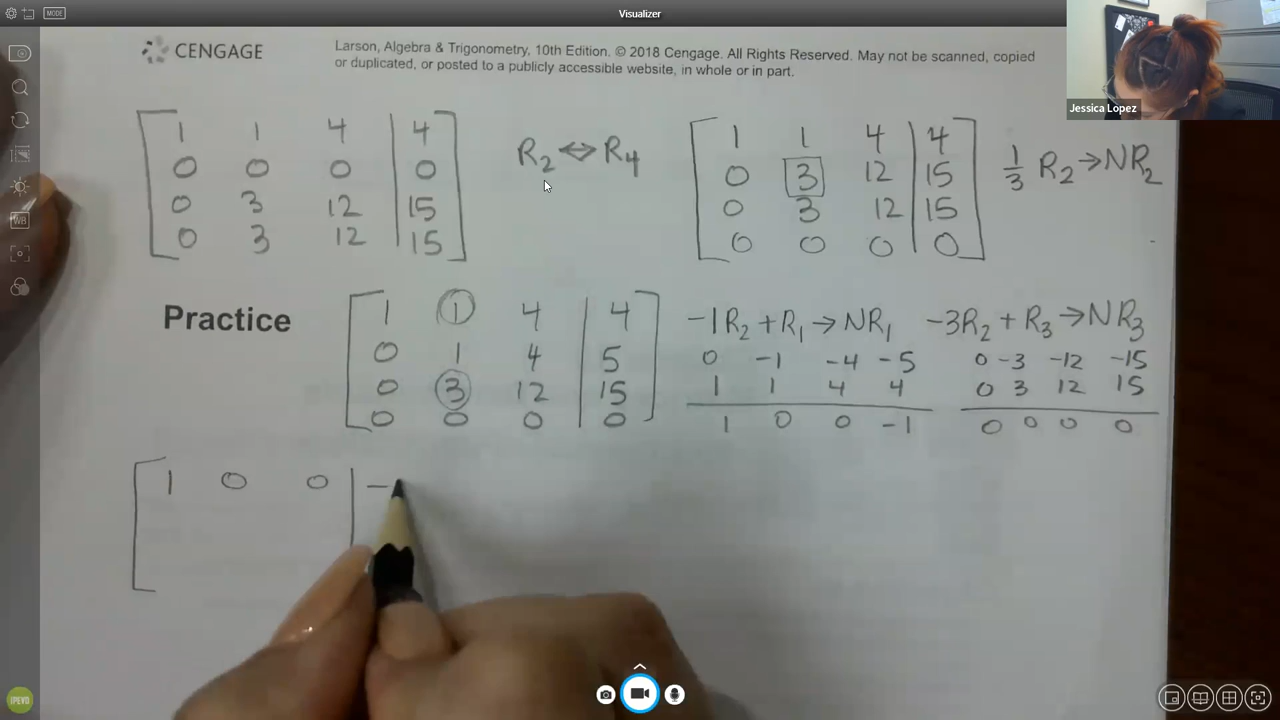 MODE
Visualizer
CENGAGE
Larson, Algebra & Trigonometry, 10th Edition. © 2018 Cengage. All Rights Reserved. May not be scanned, copied
or duplicated, or posted to a publicly accessible website, in whole or in part.
Jessica Lopez
WB
1 1 4 4
0 0 0 0
0 3 12 15
0 3 12 15
R2 ⇔ R4
1 1 4 4
0 3 12 15
0 3 12 15
0 0 0 0
1/3 R2 → NR2
Practice
1 1 4 4
0 1 4 5
0 3 12 15
0 0 0 0
-1R2 + R1 → NR1
0 -1 -4 -5
1 1 4 4
1 0 0 -1
-3R2 + R3 → NR3
0 -3 -12 -15
0 3 12 15
0 0 0 0
1 0 0 -
IPEVO